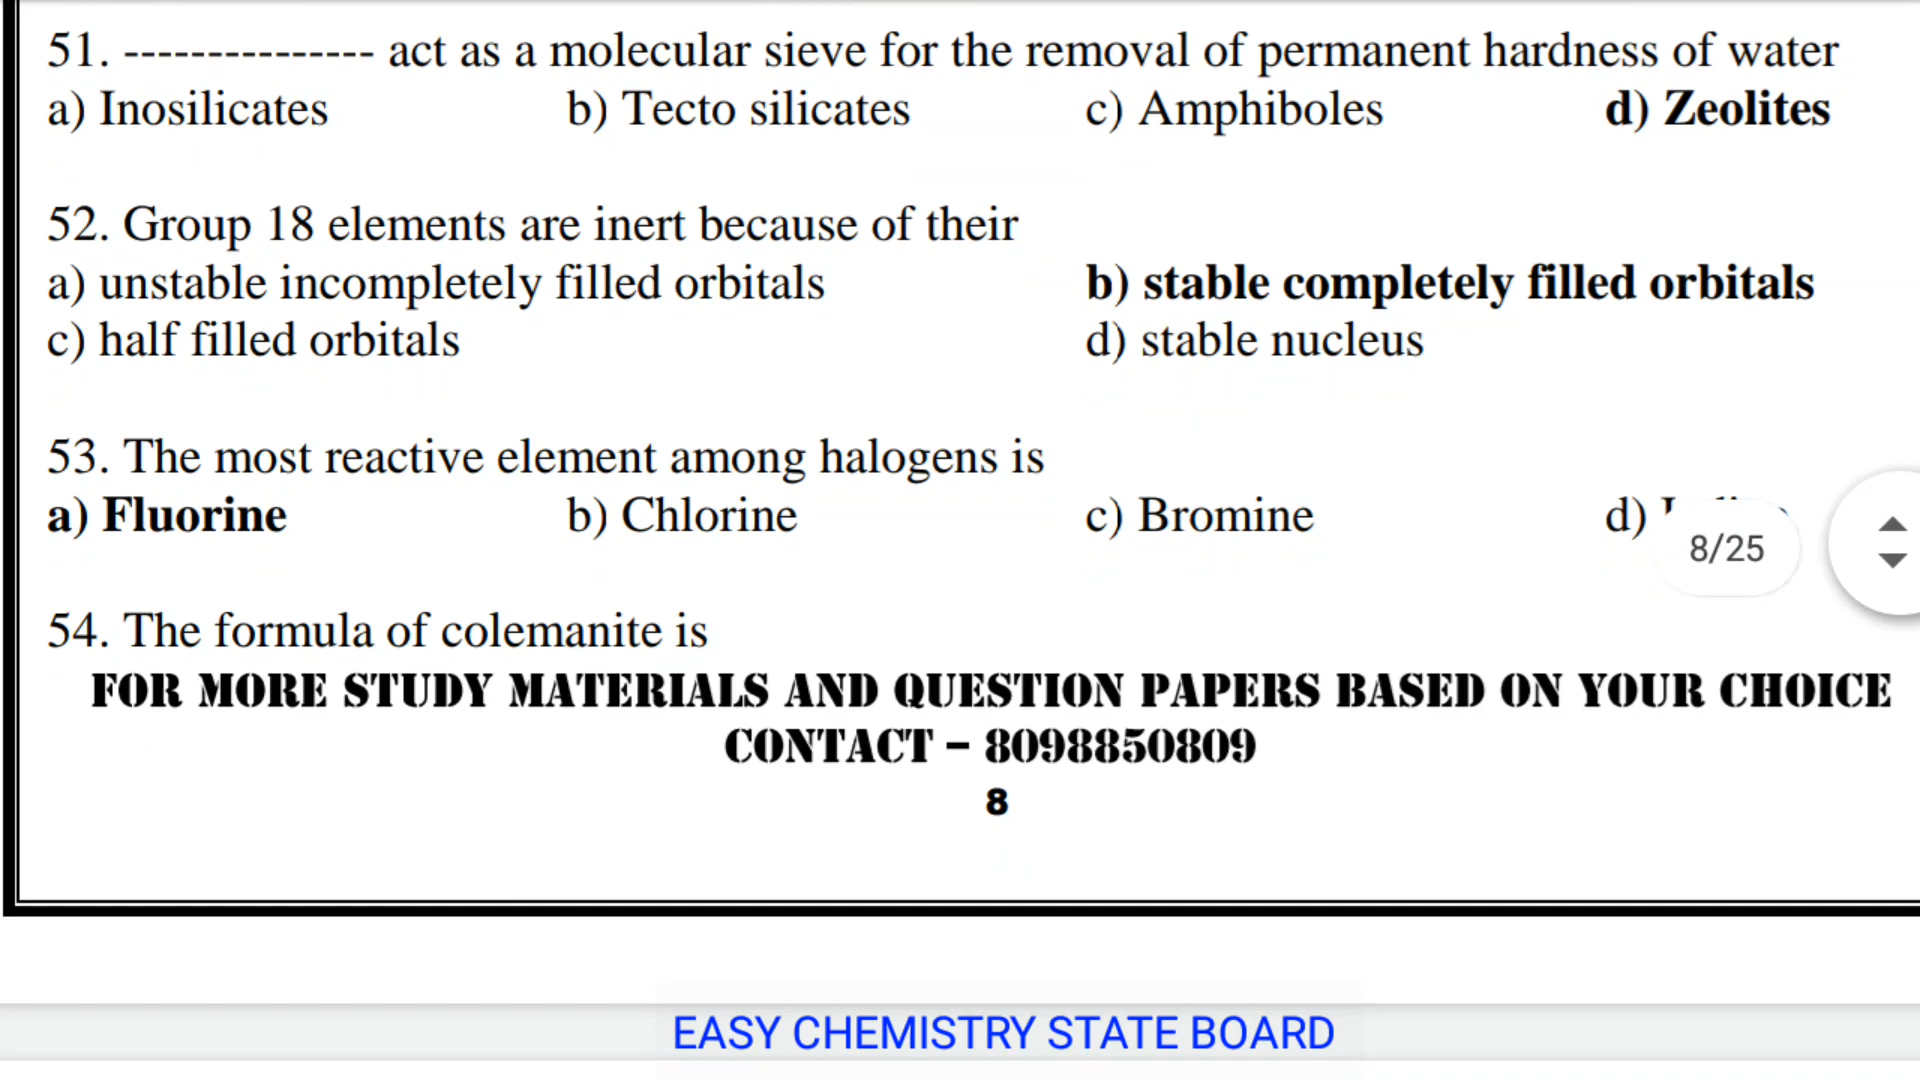 51. --------------- act as a molecular sieve for the removal of permanent hardness of water
a) Inosilicates b) Tecto silicates c) Amphiboles d) Zeolites
52. Group 18 elements are inert because of their
a) unstable incompletely filled orbitals b) stable completely filled orbitals
c) half filled orbitals d) stable nucleus
53. The most reactive element among halogens is
a) Fluorine b) Chlorine c) Bromine d)
8/25
54. The formula of colemanite is
FOR MORE STUDY MATERIALS AND QUESTION PAPERS BASED ON YOUR CHOICE
CONTACT – 8098850809
8
EASY CHEMISTRY STATE BOARD